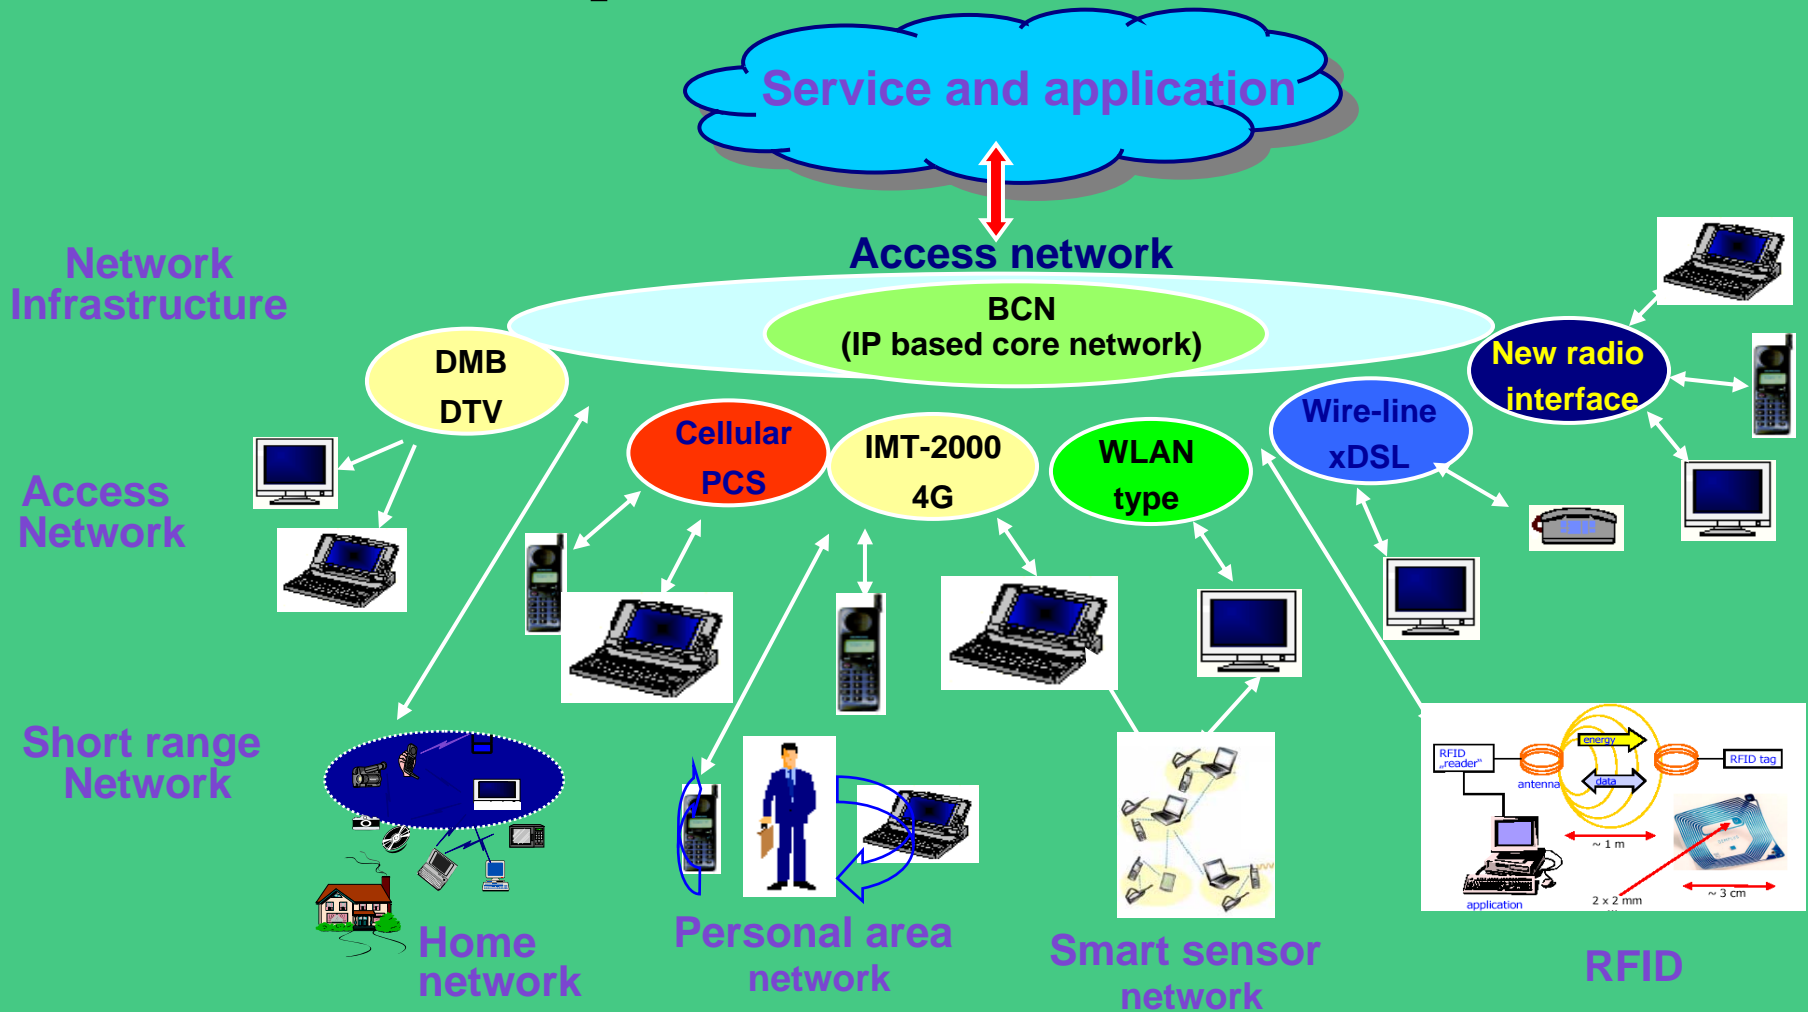 Service and application
Access network
Network
Infrastructure
BCN
(IP based core network)
DMB
DTV
New radio
interface
Cellular
PCS
IMT-2000
4G
WLAN
type
Wire-line
xDSL
Access
Network
Short range
Network
RFID
„reader"
antenna
energy
data
RFID tag
~ 1 m
application
2 x 2 mm
~ 3 cm
Home
network
Personal area
network
Smart sensor
network
RFID